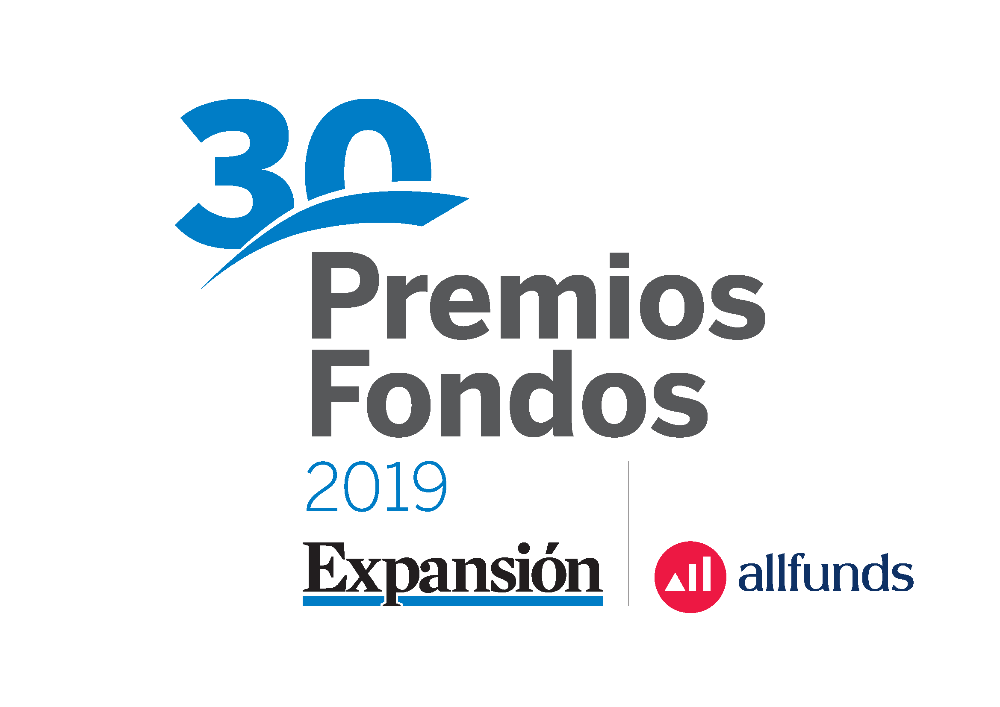 30
Premios
Fondos
2019
Expansión
allfunds